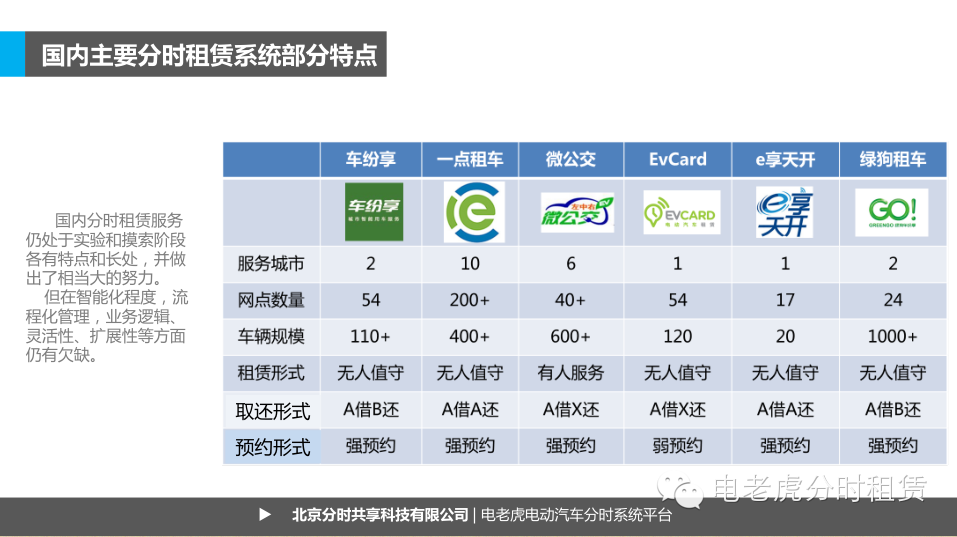 国内主要分时租赁系统部分特点
国内分时租赁服务
仍处于实验和摸索阶段
各有特点和长处，并做
出了相当大的努力。
但在智能化程度，流
程化管理，业务逻辑、
灵活性、扩展性等方面
仍有欠缺。
车纷享 一点租车 微公交 EvCard e享天开 绿狗租车
车纷享 左中右微公交 EVCARD 电动汽车租赁 e享天开 GO!
服务城市 2 10 6 1 1 2
网点数量 54 200+ 40+ 54 17 24
车辆规模 110+ 400+ 600+ 120 20 1000+
租赁形式 无人值守 无人值守 有人服务 无人值守 无人值守 无人值守
取还形式 A借B还 A借A还 A借X还 A借X还 A借A还 A借B还
预约形式 强预约 强预约 强预约 弱预约 强预约 强预约
电老虎分时租赁
北京分时共享科技有限公司 | 电老虎电动汽车分时系统平台